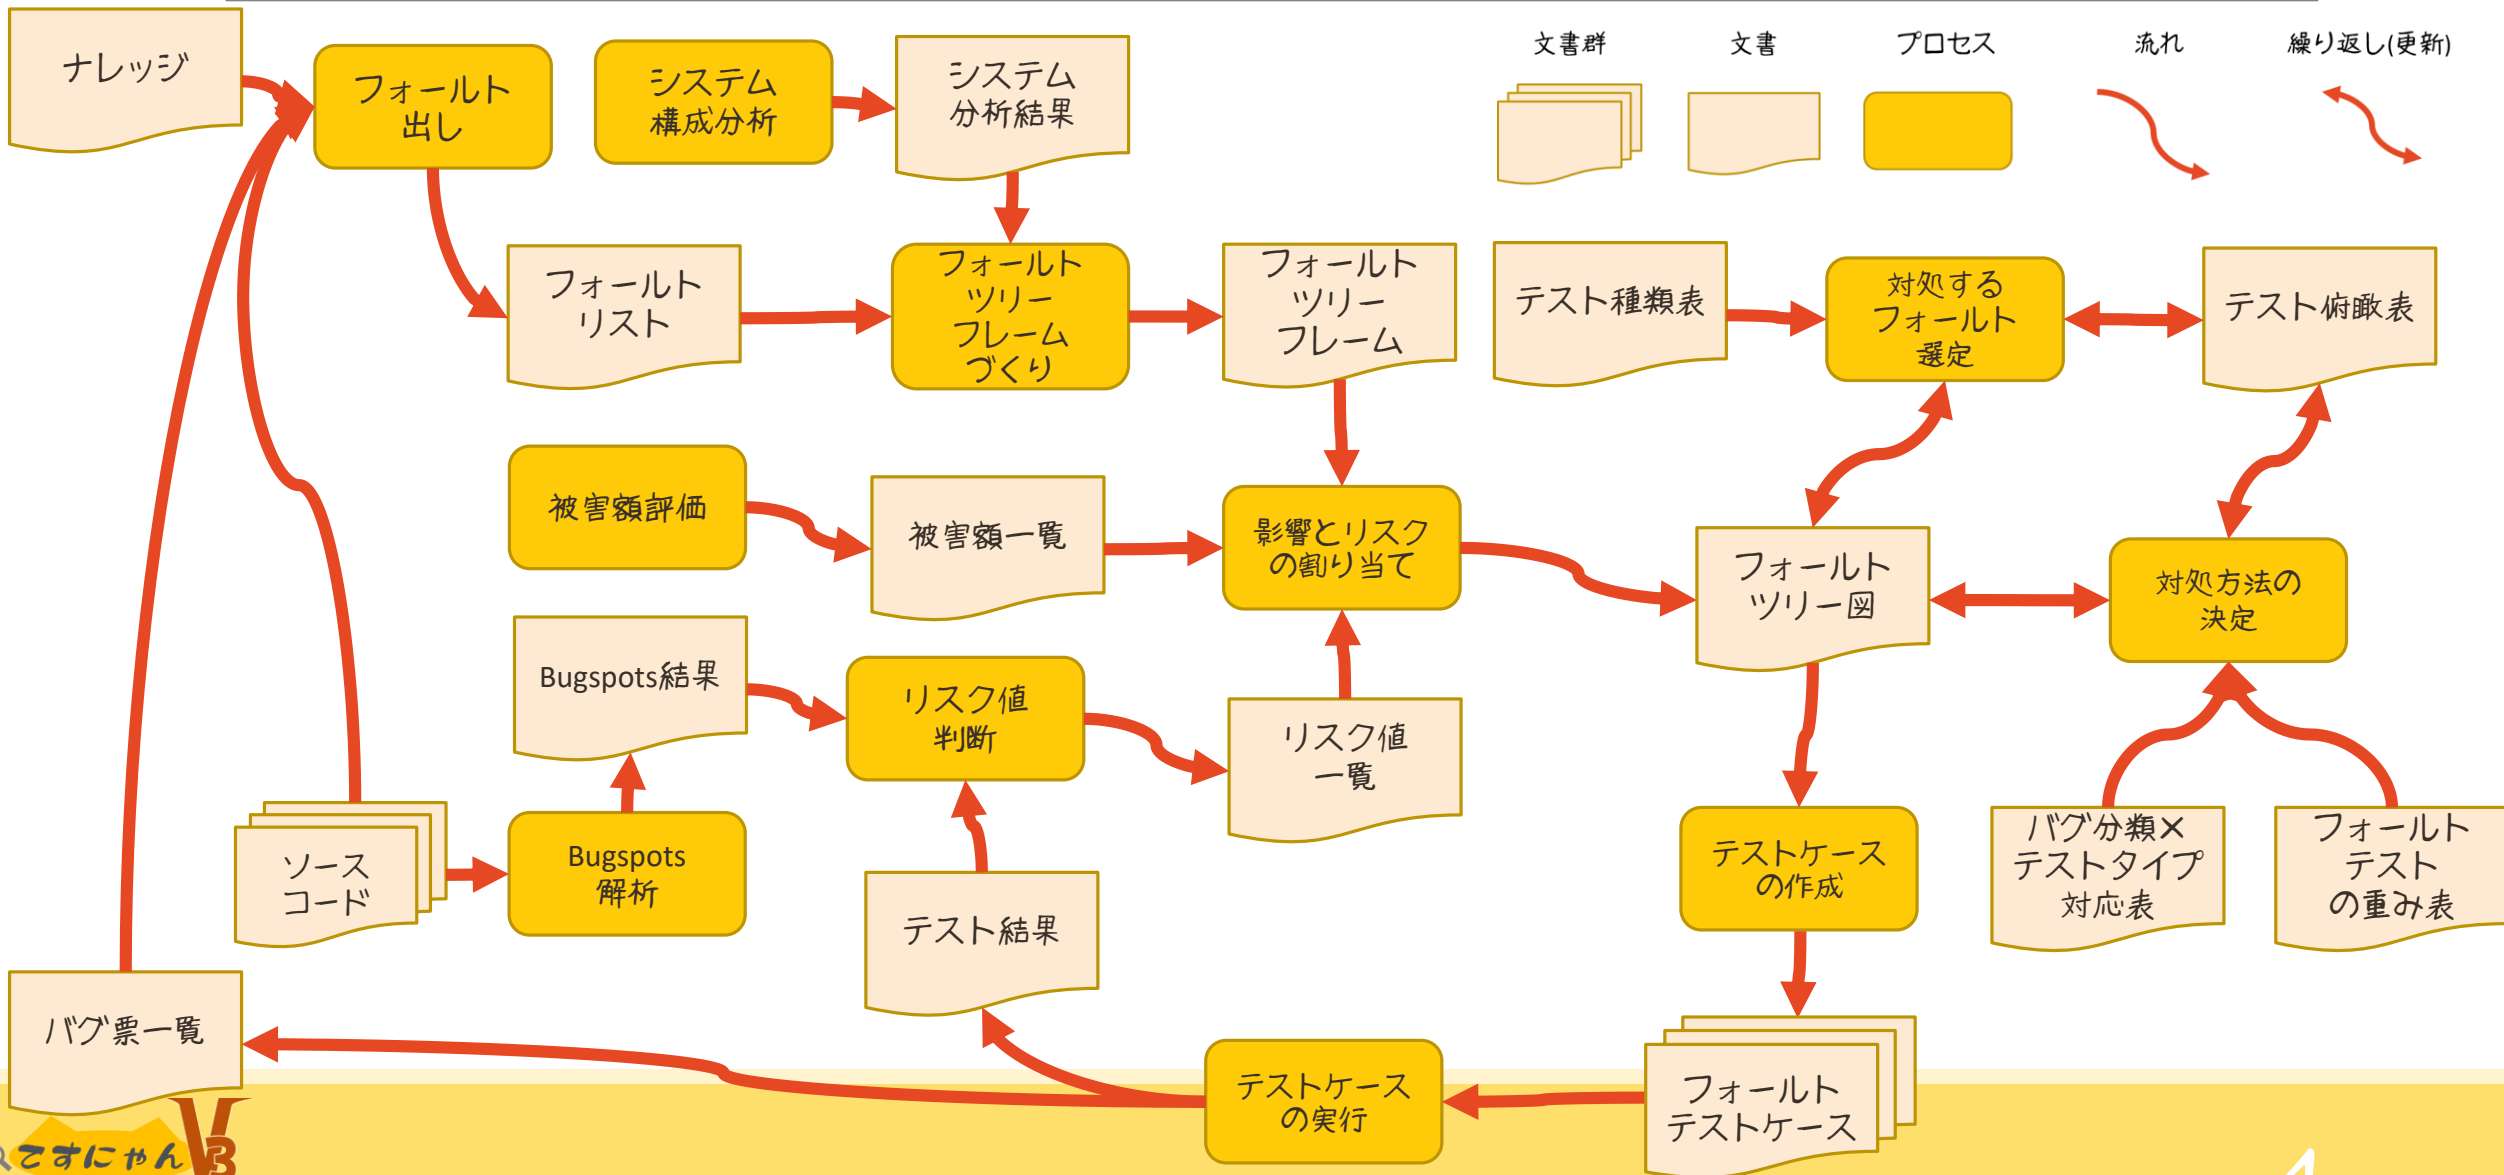 文書群
文書
プロセス
流れ
繰り返し(更新)
ナレッジ
フォールト
出し
システム
構成分析
システム
分析結果
フォールト
リスト
フォールト
ツリー
フレーム
づくり
フォールト
ツリー
フレーム
テスト種類表
対処する
フォールト
選定
テスト俯瞰表
被害額評価
被害額一覧
影響とリスク
の割り当て
フォールト
ツリー図
対処方法の
決定
Bugspots結果
リスク値
判断
リスク値
一覧
ソース
コード
Bugspots
解析
テスト結果
テストケース
の作成
バグ分類×
テストタイプ
対応表
フォールト
テスト
の重み表
バグ票一覧
テストケース
の実行
フォールト
テストケース
てすにゃん
V3